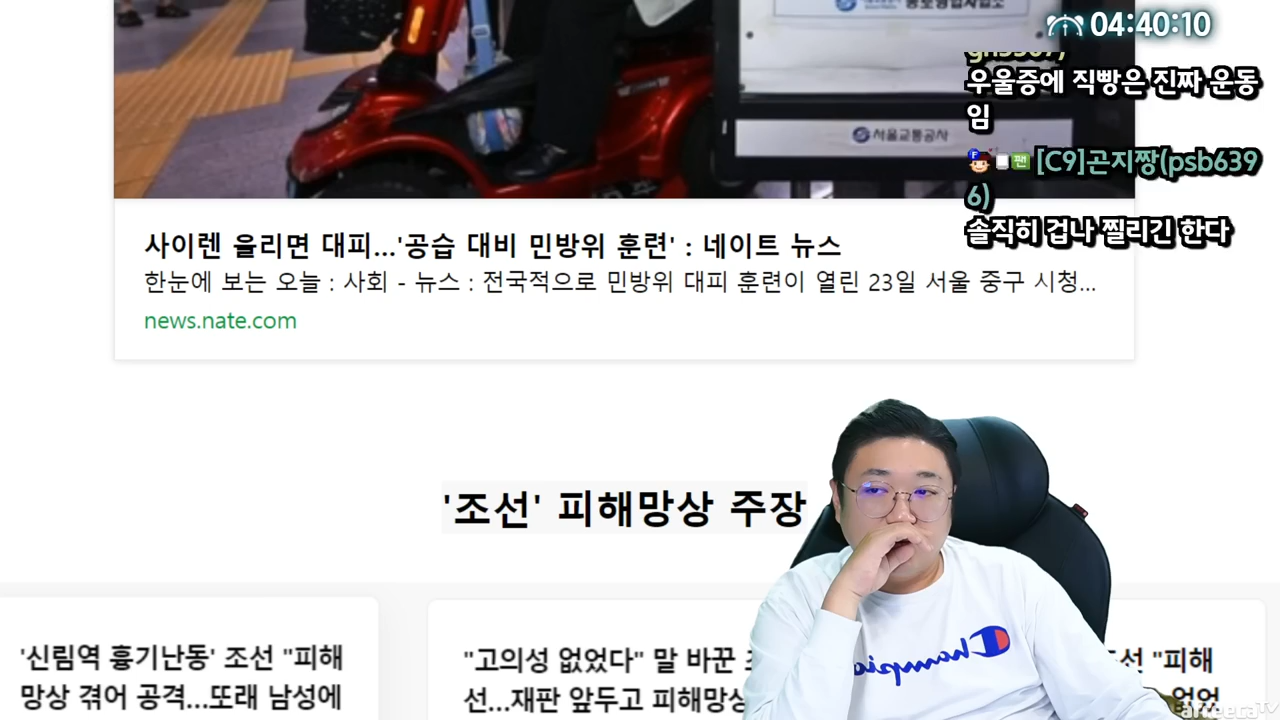 04:40:10
우울증에 직빵은 진짜 운동
임
[C9]곤지짱(psb639
6)
솔직히 겁나 찔리긴 한다
서울교통공사
사이렌 울리면 대피...'공습 대비 민방위 훈련' : 네이트 뉴스
한눈에 보는 오늘 : 사회 - 뉴스 : 전국적으로 민방위 대피 훈련이 열린 23일 서울 중구 시청...
news.nate.com
'조선' 피해망상 주장
'신림역 흉기난동' 조선 "피해
망상 겪어 공격...또래 남성에
"고의성 없었다" 말 바꾼
선...재판 앞두고 피해망상
"피해
없었
Champion
afreecaTV